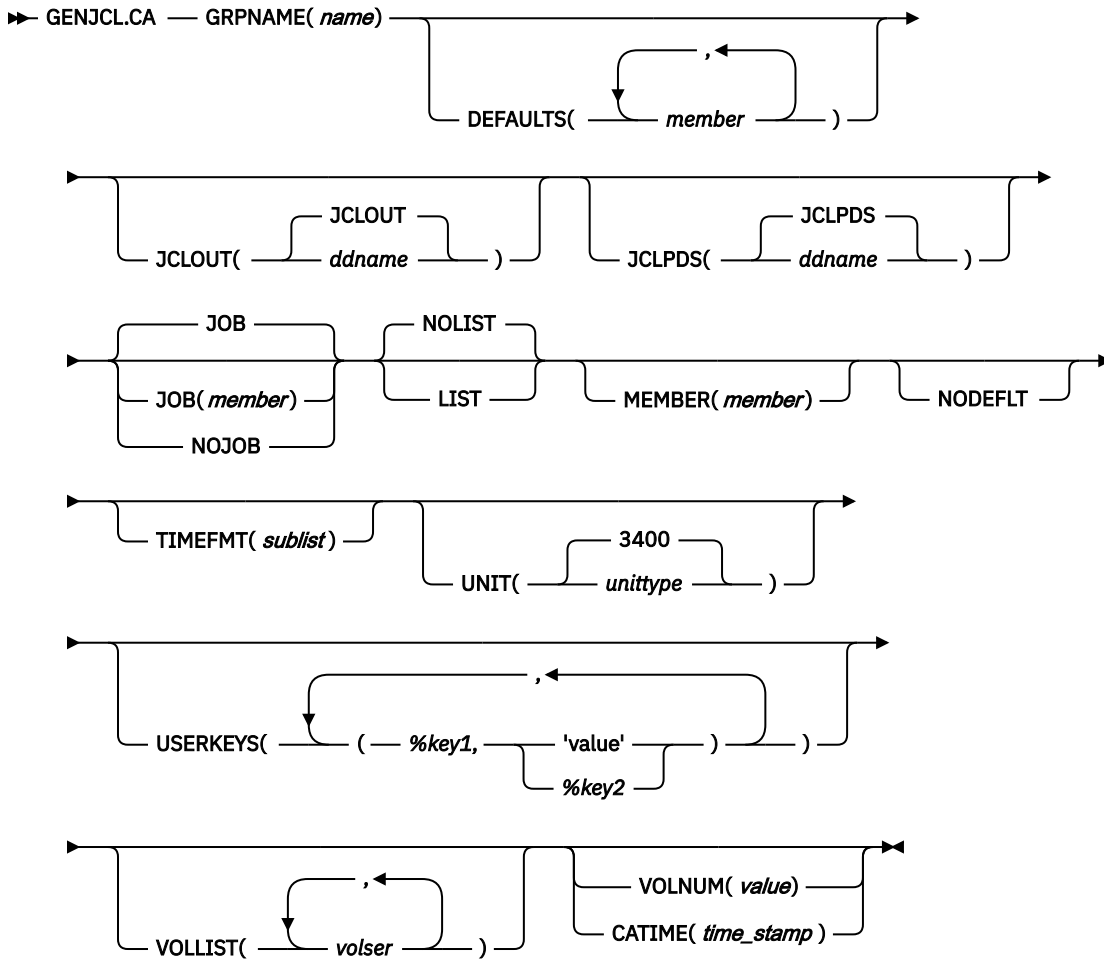 GENJCL.CA GRPNAME( name)
,
DEFAULTS( member )
JCLOUT JCLPDS
JCLOUT( ddname ) JCLPDS( ddname )
JOB NOLIST
JOB( member) LIST MEMBER( member) NODEFLT
NOJOB
TIMEFMT( sublist) 3400
UNIT( unittype )
,
USERKEYS( ( %key1, 'value' ) )
%key2
,
VOLNUM( value)
VOLLIST( volser ) CATIME( time_stamp )